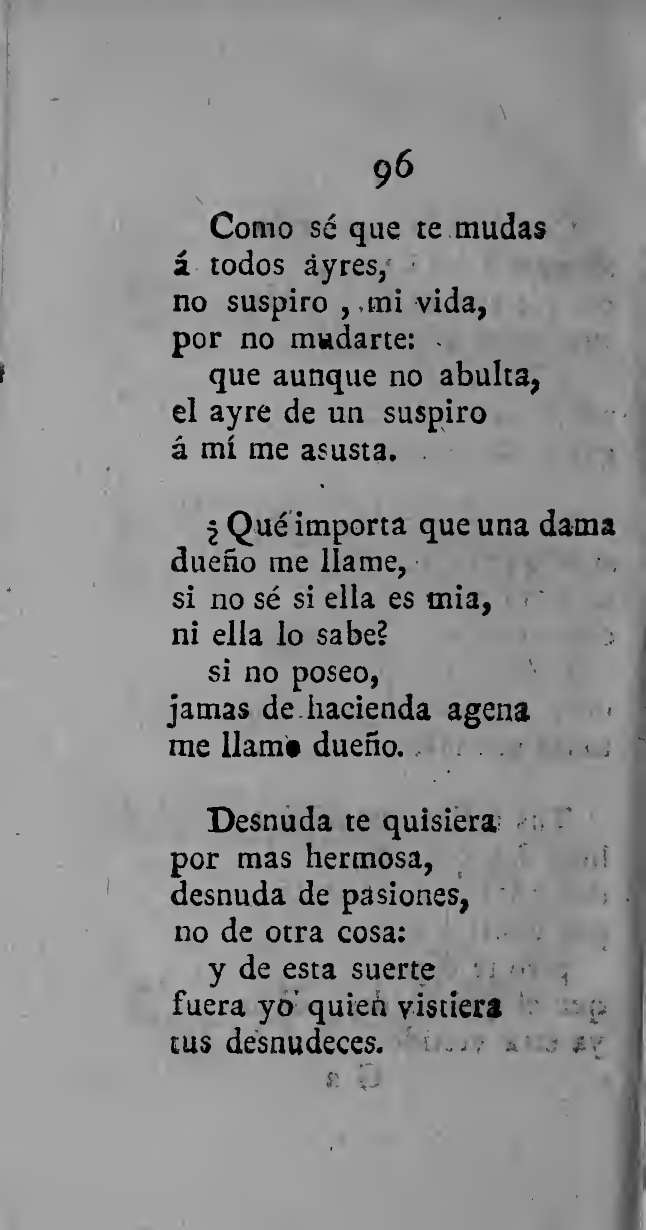 96
Como sé que te mudas
á todos áyres,
no suspiro , mi vida,
por no mudarte:
que aunque no abulta,
el ayre de un suspiro
á mí me asusta.
¿ Qué importa que una dama
dueño me llame,
si no sé si ella es mia,
ni ella lo sabe?
si no poseo,
jamas de hacienda agena
me llamo dueño.
Desnuda te quisiera
por mas hermosa,
desnuda de pasiones,
no de otra cosa:
y de esta suerte
fuera yo quien vistiera
tus desnudeces.